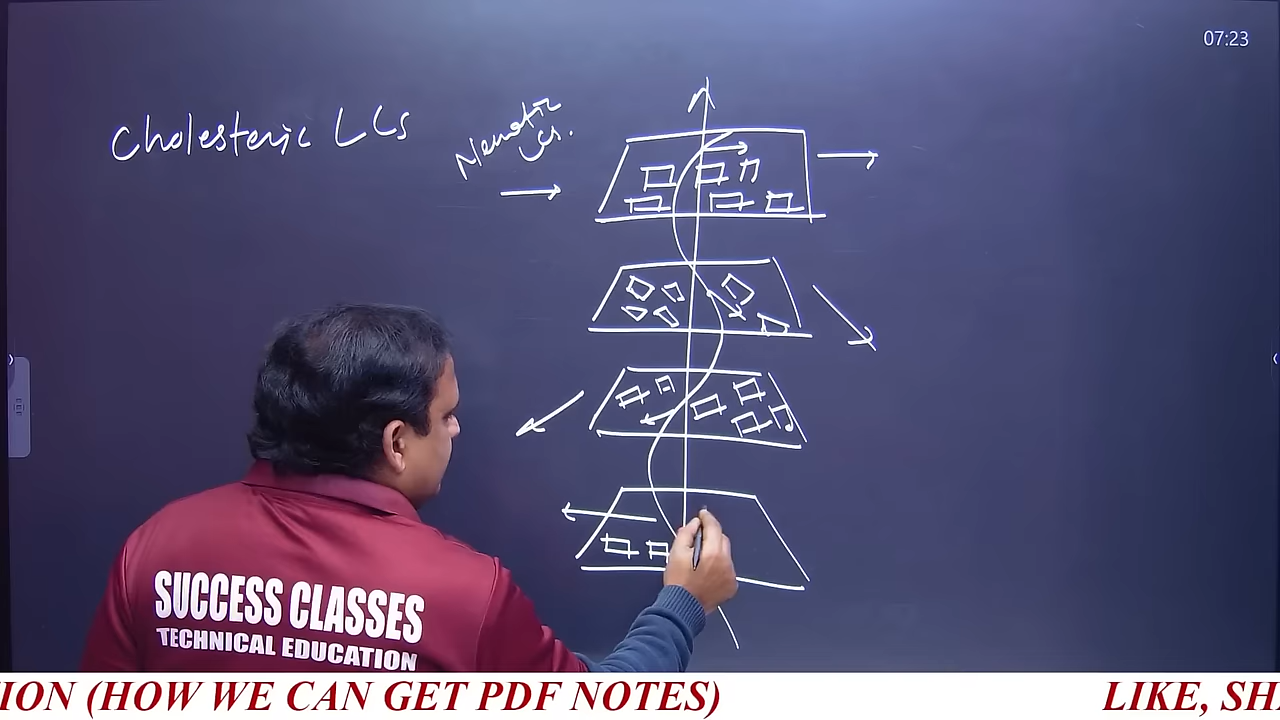 07:23
Cholesteric LCs
Nematic
LCs.
SUCCESS CLASSES
TECHNICAL EDUCATION
ION (HOW WE CAN GET PDF NOTES)
LIKE, SH